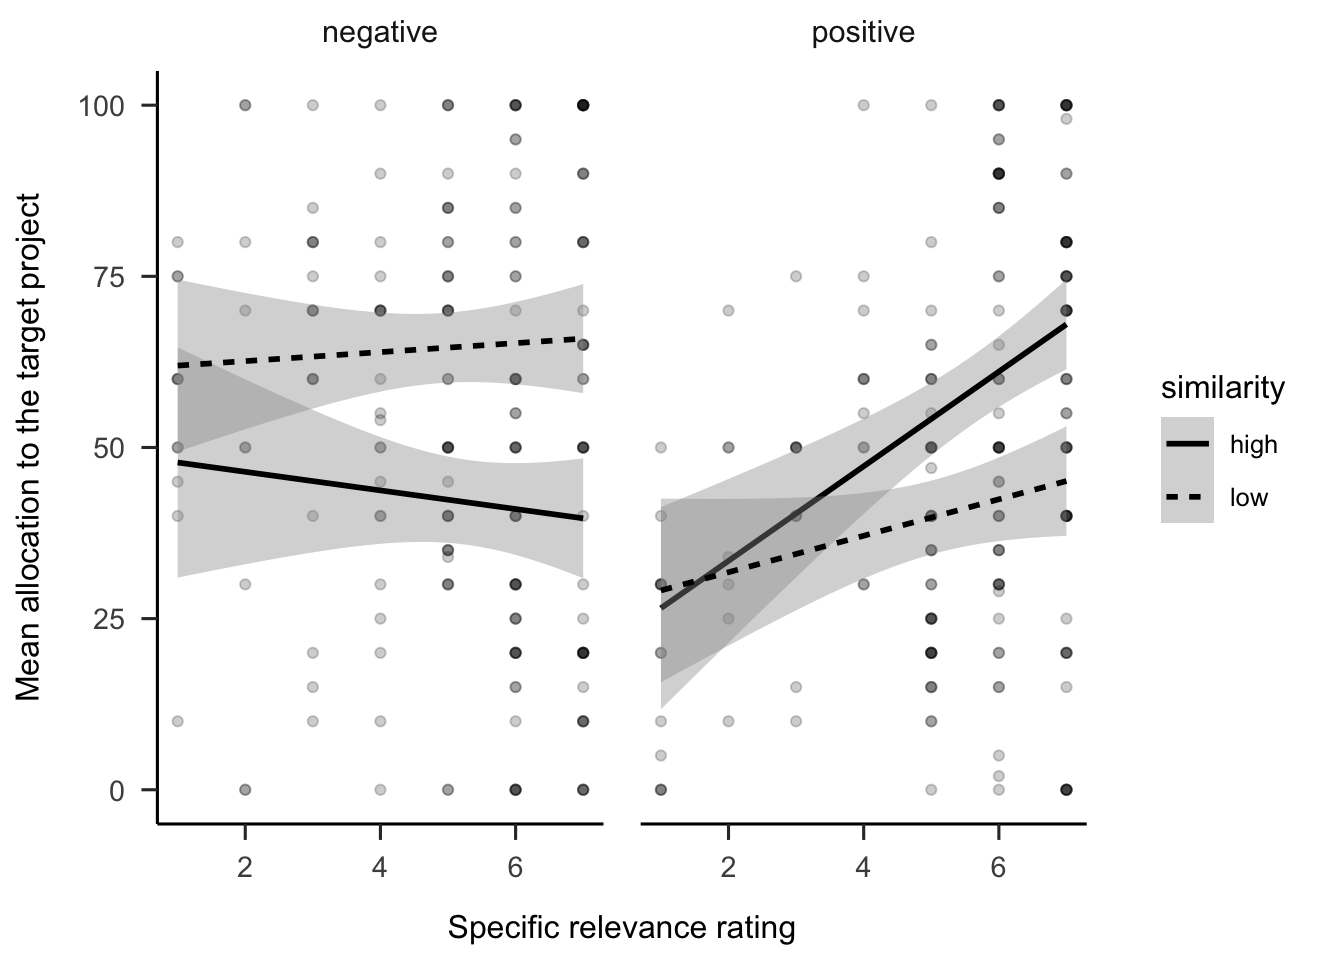 negative positive
100
75
50
25
0
Mean allocation to the target project
2 4 6 2 4 6
Specific relevance rating
similarity
high
low